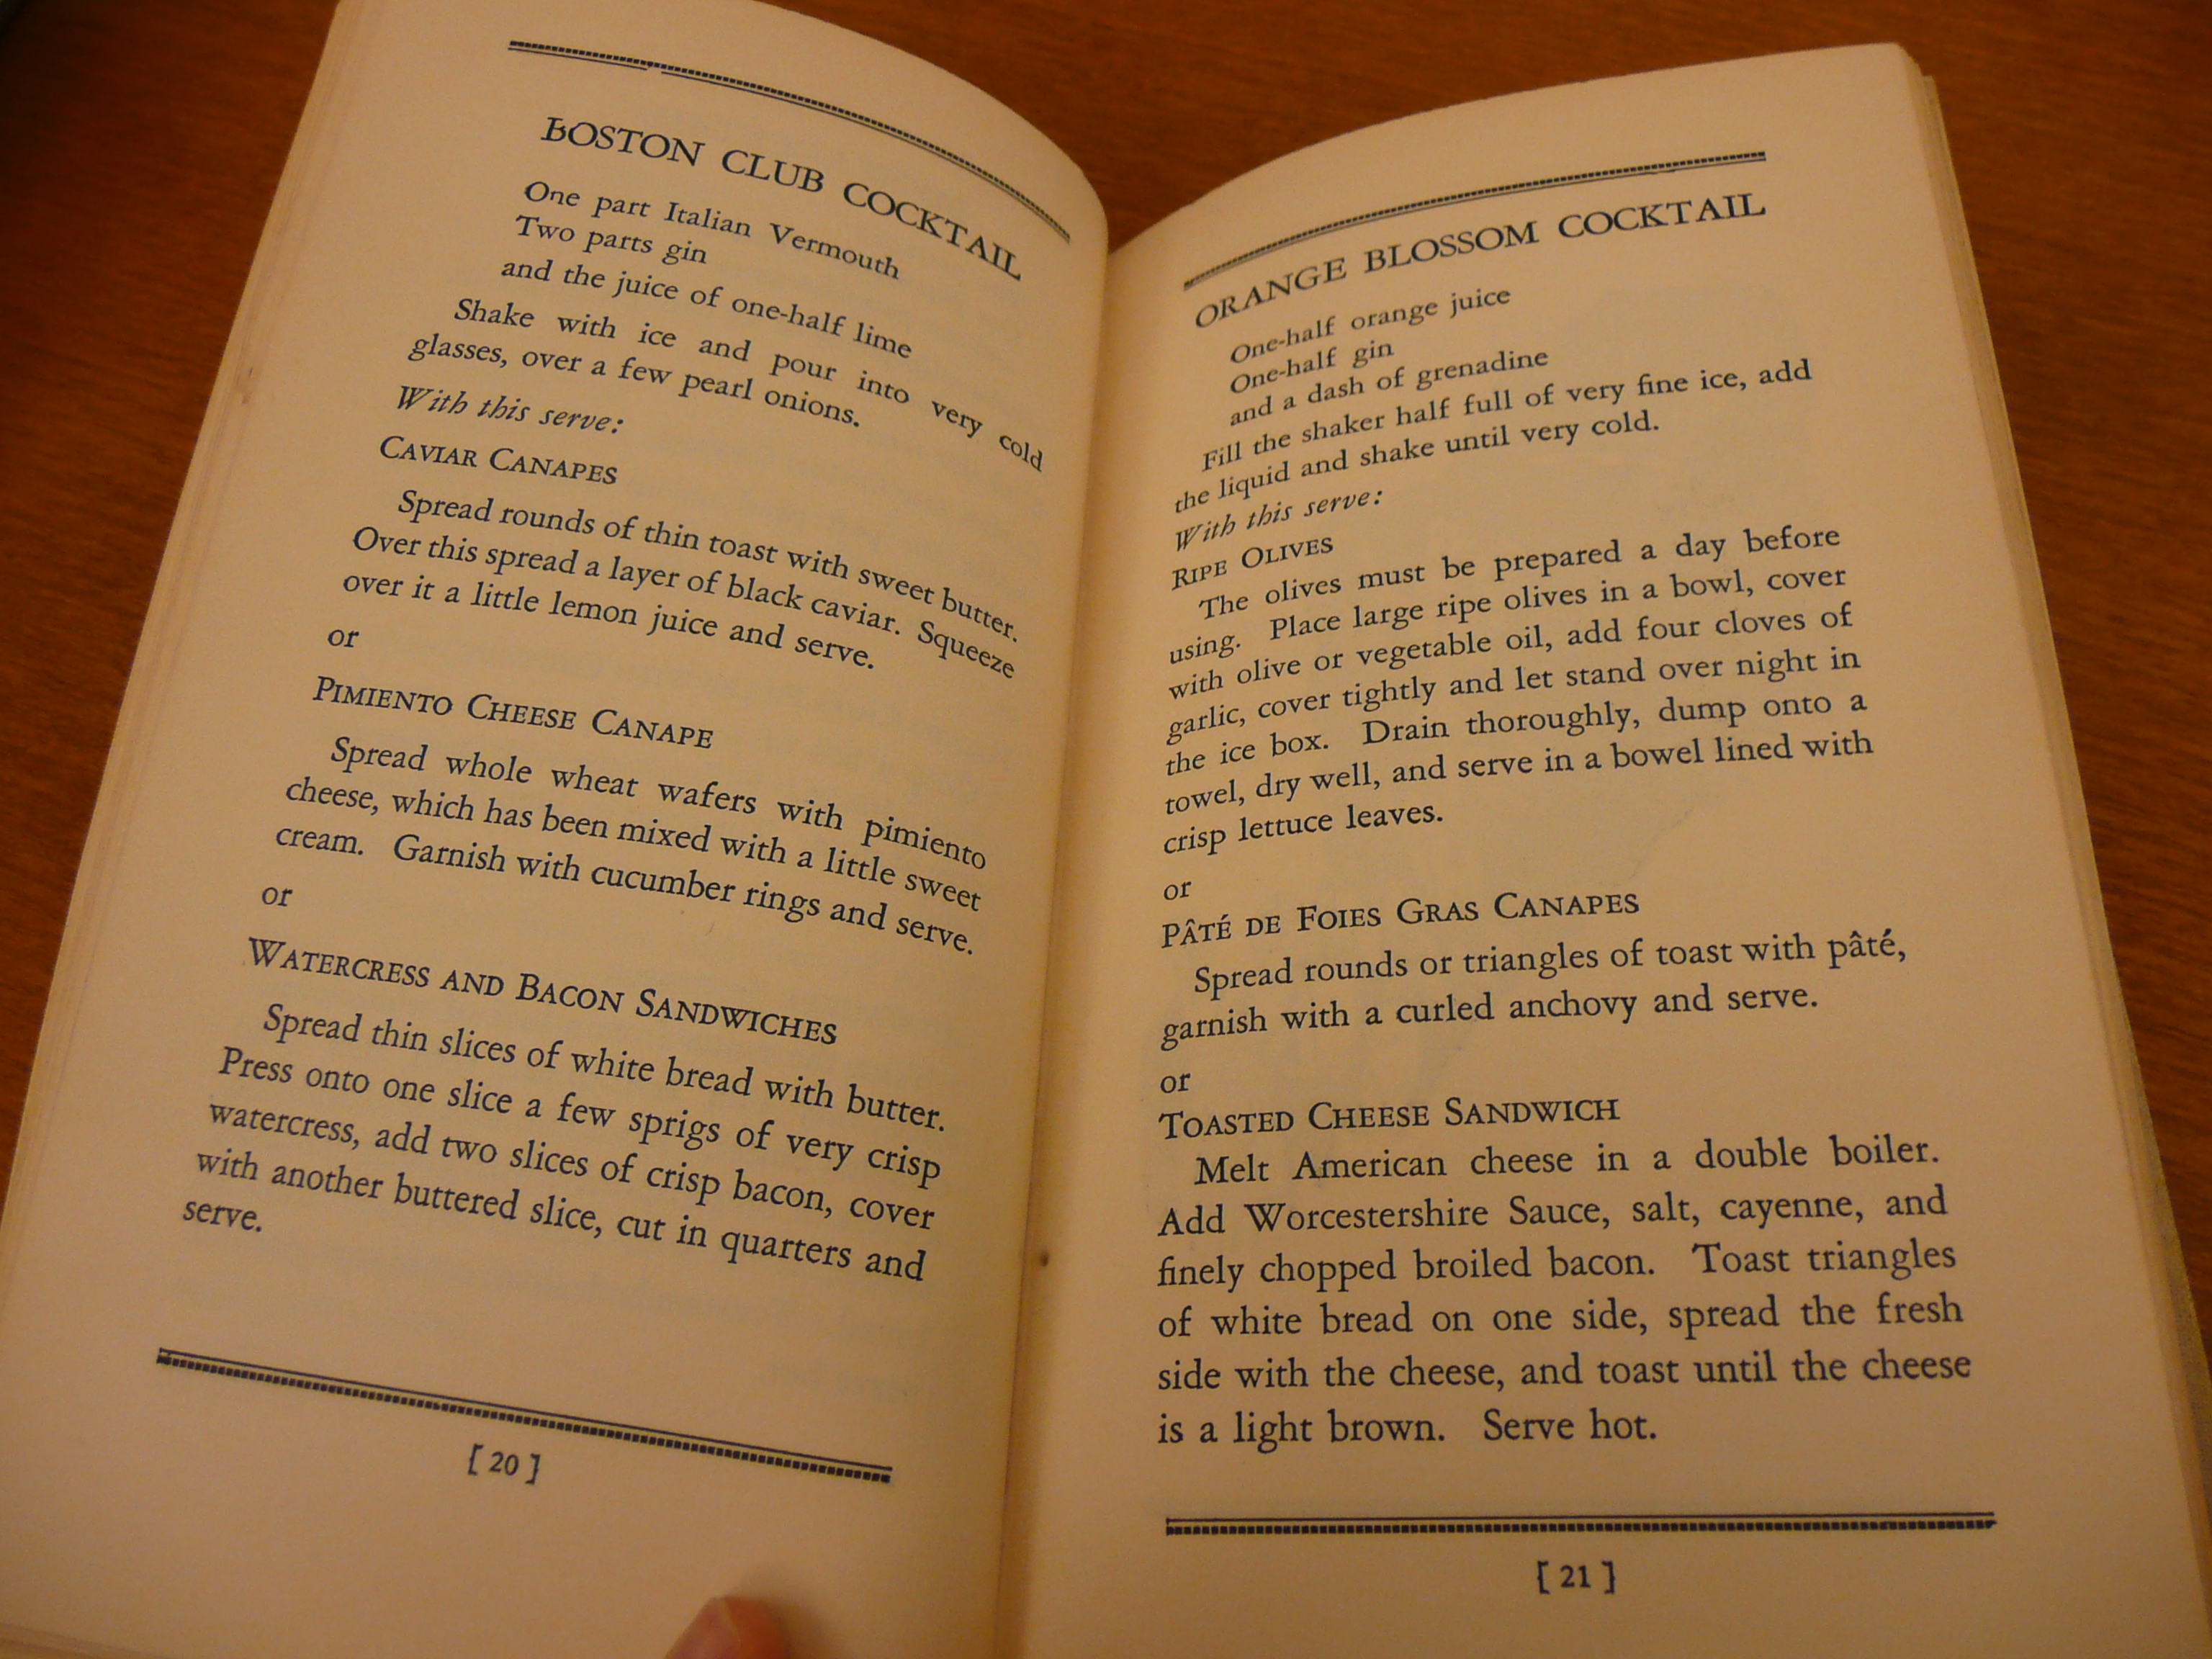 BOSTON CLUB COCKTAIL
One part Italian Vermouth
Two parts gin
and the juice of one-half lime
Shake with ice and pour into very cold
glasses, over a few pearl onions.
With this serve:
CAVIAR CANAPES
Spread rounds of thin toast with sweet butter.
Over this spread a layer of black caviar. Squeeze
over it a little lemon juice and serve.
or
PIMIENTO CHEESE CANAPE
Spread whole wheat wafers with pimiento
cheese, which has been mixed with a little sweet
cream. Garnish with cucumber rings and serve.
or
WATERCRESS AND BACON SANDWICHES
Spread thin slices of white bread with butter.
Press onto one slice a few sprigs of very crisp
watercress, add two slices of crisp bacon, cover
with another buttered slice, cut in quarters and
serve.
[ 20 ]
ORANGE BLOSSOM COCKTAIL
One-half orange juice
One-half gin
and a dash of grenadine
Fill the shaker half full of very fine ice, add
the liquid and shake until very cold.
With this serve:
RIPE OLIVES
The olives must be prepared a day before
using. Place large ripe olives in a bowl, cover
with olive or vegetable oil, add four cloves of
garlic, cover tightly and let stand over night in
the ice box. Drain thoroughly, dump onto a
towel, dry well, and serve in a bowel lined with
crisp lettuce leaves.
or
PÂTÉ DE FOIES GRAS CANAPES
Spread rounds or triangles of toast with pâté,
garnish with a curled anchovy and serve.
or
TOASTED CHEESE SANDWICH
Melt American cheese in a double boiler.
Add Worcestershire Sauce, salt, cayenne, and
finely chopped broiled bacon. Toast triangles
of white bread on one side, spread the fresh
side with the cheese, and toast until the cheese
is a light brown. Serve hot.
[ 21 ]